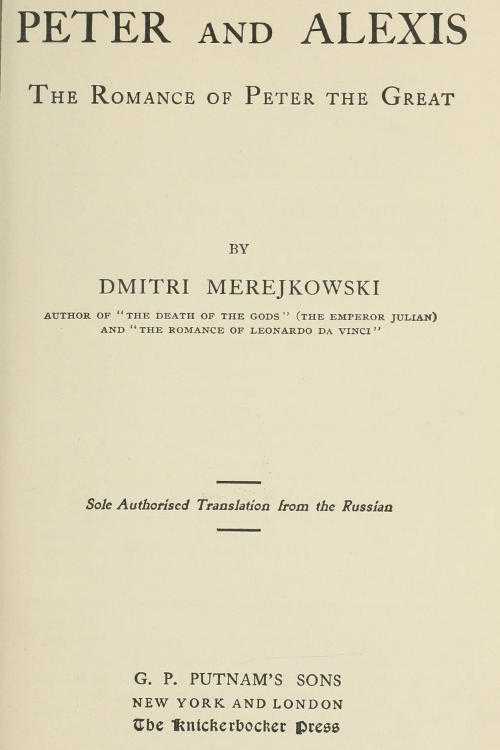 PETER AND ALEXIS
THE ROMANCE OF PETER THE GREAT
BY
DMITRI MEREJKOWSKI
AUTHOR OF "THE DEATH OF THE GODS" (THE EMPEROR JULIAN)
AND "THE ROMANCE OF LEONARDO DA VINCI"
Sole Authorised Translation from the Russian
G. P. PUTNAM'S SONS
NEW YORK AND LONDON
The Knickerbocker Press